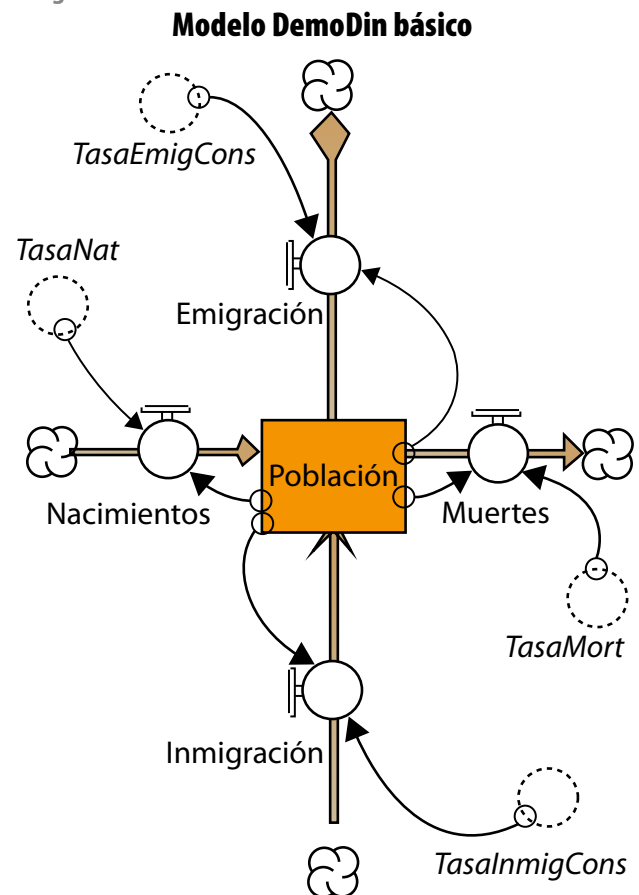 Modelo DemoDin básico
TasaEmigCons
TasaNat
Emigración
Población
Nacimientos
Muertes
TasaMort
Inmigración
TasaInmigCons